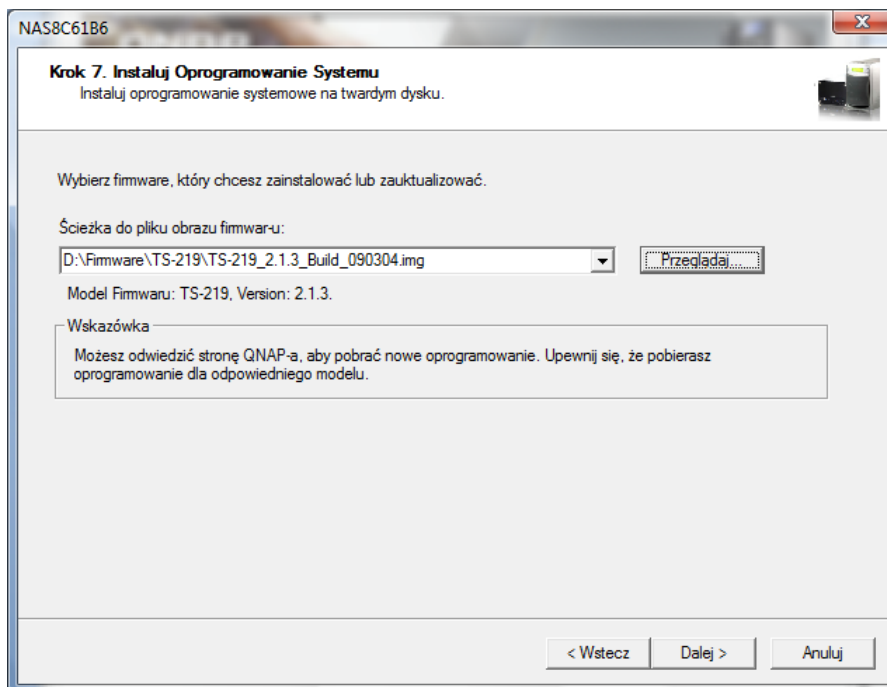 NAS8C61B6
Krok 7. Instaluj Oprogramowanie Systemu
Instaluj oprogramowanie systemowe na twardym dysku.
Wybierz firmware, który chcesz zainstalować lub zauktualizować.
Ścieżka do pliku obrazu firmwar-u:
D:\Firmware\TS-219\TS-219_2.1.3_Build_090304.img
Przeglądaj...
Model Firmwaru: TS-219, Version: 2.1.3.
Wskazówka
Możesz odwiedzić stronę QNAP-a, aby pobrać nowe oprogramowanie. Upewnij się, że pobierasz
oprogramowanie dla odpowiedniego modelu.
< Wstecz
Dalej >
Anuluj